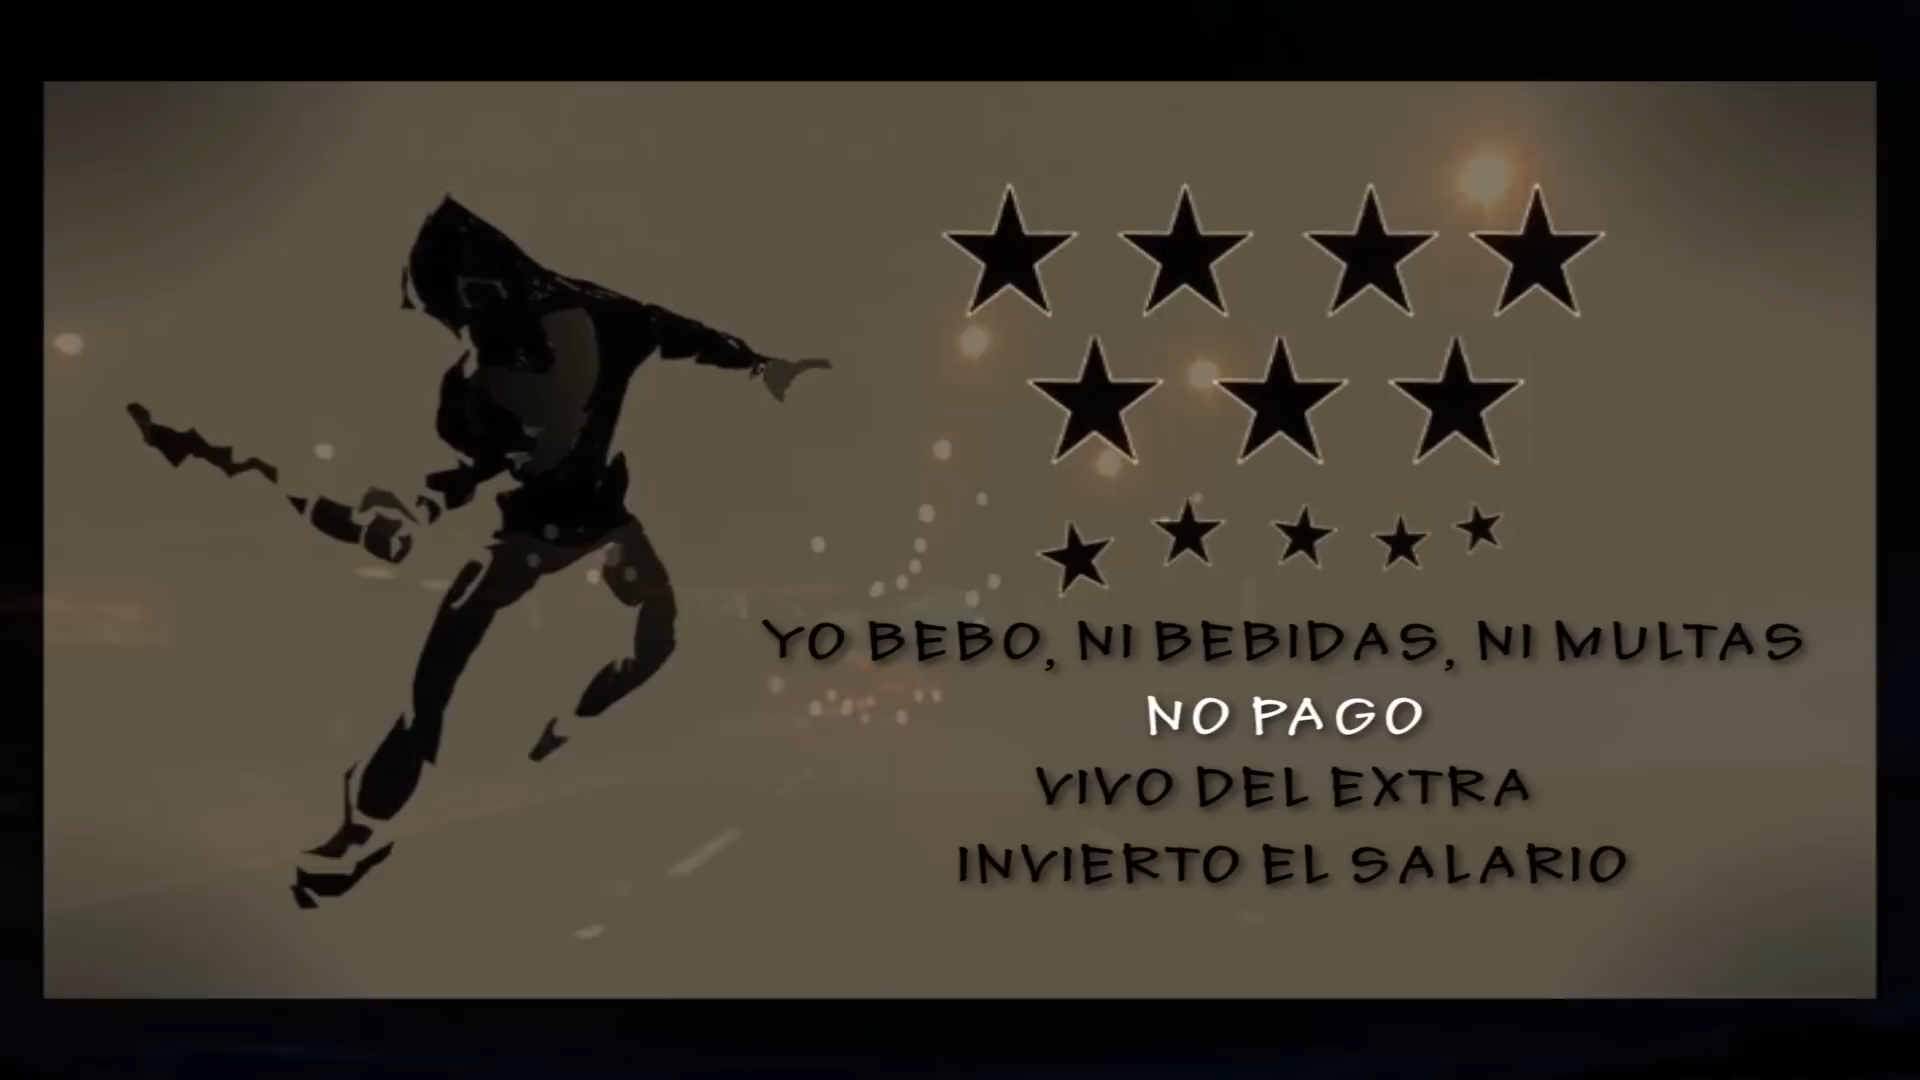 YO BEBO, NI BEBIDAS, NI MULTAS
NO PAGO
VIVO DEL EXTRA
INVIERTO EL SALARIO